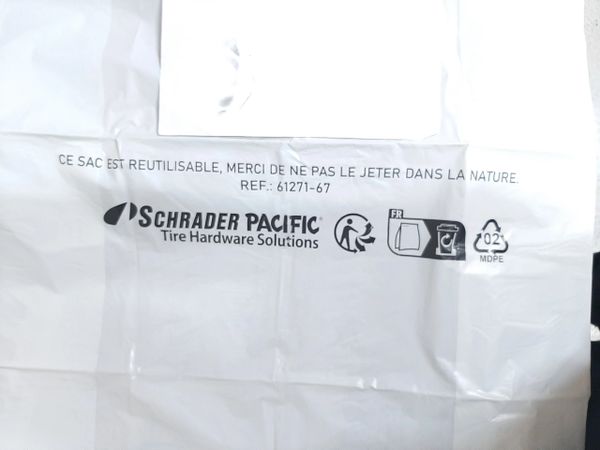 CE SAC EST REUTILISABLE, MERCI DE NE PAS LE JETER DANS LA NATURE.
REF.: 61271-67
SCHRADER PACIFIC
Tire Hardware Solutions
FR
02
MDPE